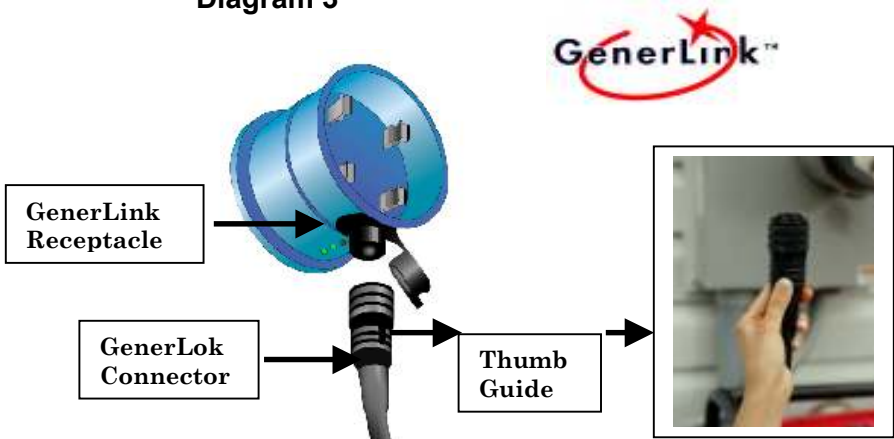 Diagram 3
GenerLink™
GenerLink
Receptacle
GenerLok
Connector
Thumb
Guide